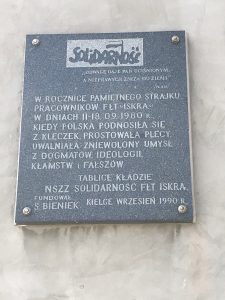 SOLIDARNOŚĆ
W ROCZNICĘ PAMIĘTNEGO STRAJKU
PRACOWNIKÓW FŁT "ISKRA"
W DNIACH 11-18.09.1980 R.
KIEDY POLSKA PODNOSIŁA SIĘ
Z KLĘCZEK, PROSTOWAŁA PLECY,
UWALNIAŁA ZNIEWOLONY UMYSŁ
Z DOGMATÓW, IDEOLOGII,
KŁAMSTW I FAŁSZÓW.
TABLICĘ KŁADZIE
NSZZ SOLIDARNOŚĆ FŁT ISKRA.
FUNDOWAŁ
S. BIENIEK KIELCE WRZESIEŃ 1990 R.